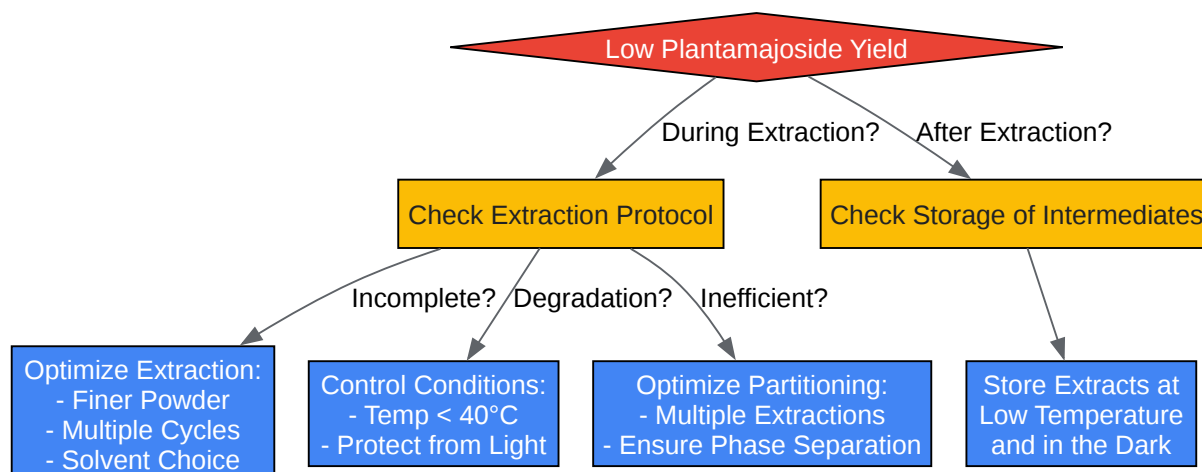 Low Plantamajoside Yield
During Extraction?
After Extraction?
Check Extraction Protocol
Check Storage of Intermediates
Incomplete?
Degradation?
Inefficient?
Optimize Extraction:
- Finer Powder
- Multiple Cycles
- Solvent Choice
Control Conditions:
- Temp < 40°C
- Protect from Light
Optimize Partitioning:
- Multiple Extractions
- Ensure Phase Separation
Store Extracts at
Low Temperature
and in the Dark